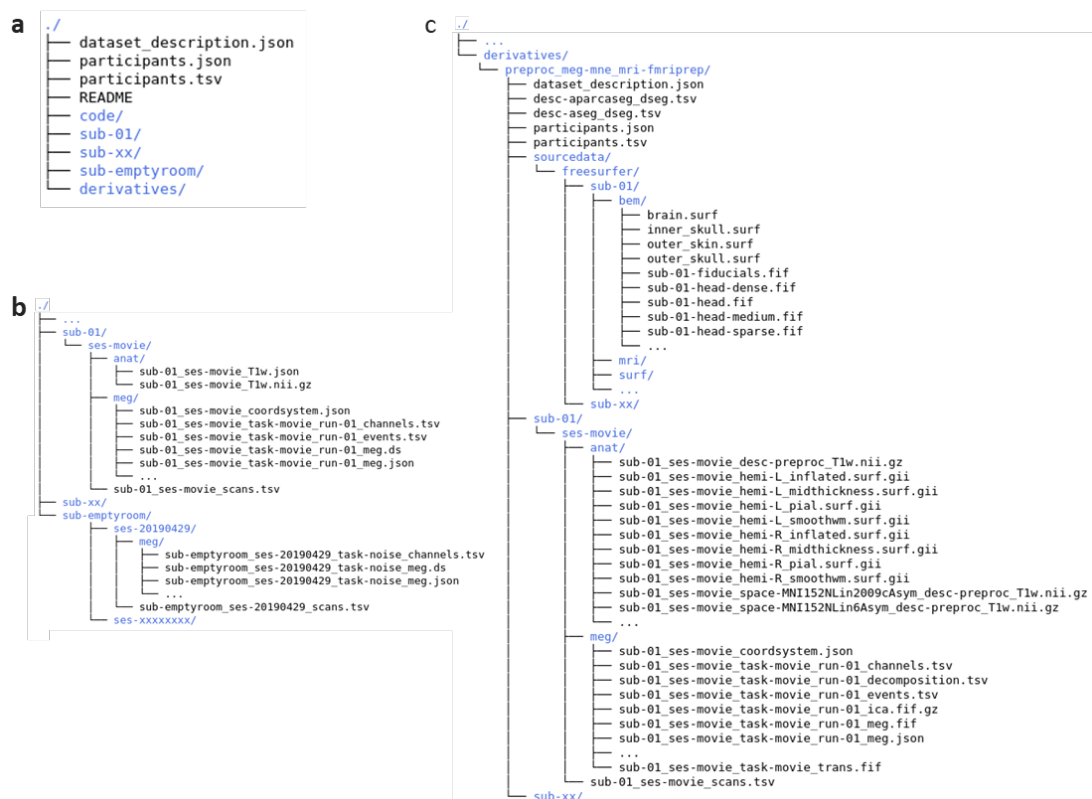 a
./
dataset_description.json
participants.json
participants.tsv
README
code/
sub-01/
sub-xx/
sub-emptyroom/
derivatives/
b
./
...
sub-01/
ses-movie/
anat/
sub-01_ses-movie_T1w.json
sub-01_ses-movie_T1w.nii.gz
meg/
sub-01_ses-movie_coordsystem.json
sub-01_ses-movie_task-movie_run-01_channels.tsv
sub-01_ses-movie_task-movie_run-01_events.tsv
sub-01_ses-movie_task-movie_run-01_meg.ds
sub-01_ses-movie_task-movie_run-01_meg.json
...
sub-01_ses-movie_scans.tsv
sub-xx/
sub-emptyroom/
ses-20190429/
meg/
sub-emptyroom_ses-20190429_task-noise_channels.tsv
sub-emptyroom_ses-20190429_task-noise_meg.ds
sub-emptyroom_ses-20190429_task-noise_meg.json
...
sub-emptyroom_ses-20190429_scans.tsv
ses-xxxxxxxx/
c
./
...
derivatives/
preproc_meg-mne_mri-fmriprep/
dataset_description.json
desc-aparcaseg_dseg.tsv
desc-aseg_dseg.tsv
participants.json
participants.tsv
sourcedata/
freesurfer/
sub-01/
bem/
brain.surf
inner_skull.surf
outer_skin.surf
outer_skull.surf
sub-01-fiducials.fif
sub-01-head-dense.fif
sub-01-head.fif
sub-01-head-medium.fif
sub-01-head-sparse.fif
...
mri/
surf/
...
sub-xx/
sub-01/
ses-movie/
anat/
sub-01_ses-movie_desc-preproc_T1w.nii.gz
sub-01_ses-movie_hemi-L_inflated.surf.gii
sub-01_ses-movie_hemi-L_midthickness.surf.gii
sub-01_ses-movie_hemi-L_pial.surf.gii
sub-01_ses-movie_hemi-L_smoothwm.surf.gii
sub-01_ses-movie_hemi-R_inflated.surf.gii
sub-01_ses-movie_hemi-R_midthickness.surf.gii
sub-01_ses-movie_hemi-R_pial.surf.gii
sub-01_ses-movie_hemi-R_smoothwm.surf.gii
sub-01_ses-movie_space-MNI152NLin2009cAsym_desc-preproc_T1w.nii.gz
sub-01_ses-movie_space-MNI152NLin6Asym_desc-preproc_T1w.nii.gz
...
meg/
sub-01_ses-movie_coordsystem.json
sub-01_ses-movie_task-movie_run-01_channels.tsv
sub-01_ses-movie_task-movie_run-01_decomposition.tsv
sub-01_ses-movie_task-movie_run-01_events.tsv
sub-01_ses-movie_task-movie_run-01_ica.fif.gz
sub-01_ses-movie_task-movie_run-01_meg.fif
sub-01_ses-movie_task-movie_run-01_meg.json
...
sub-01_ses-movie_task-movie_trans.fif
sub-01_ses-movie_scans.tsv
sub-xx/